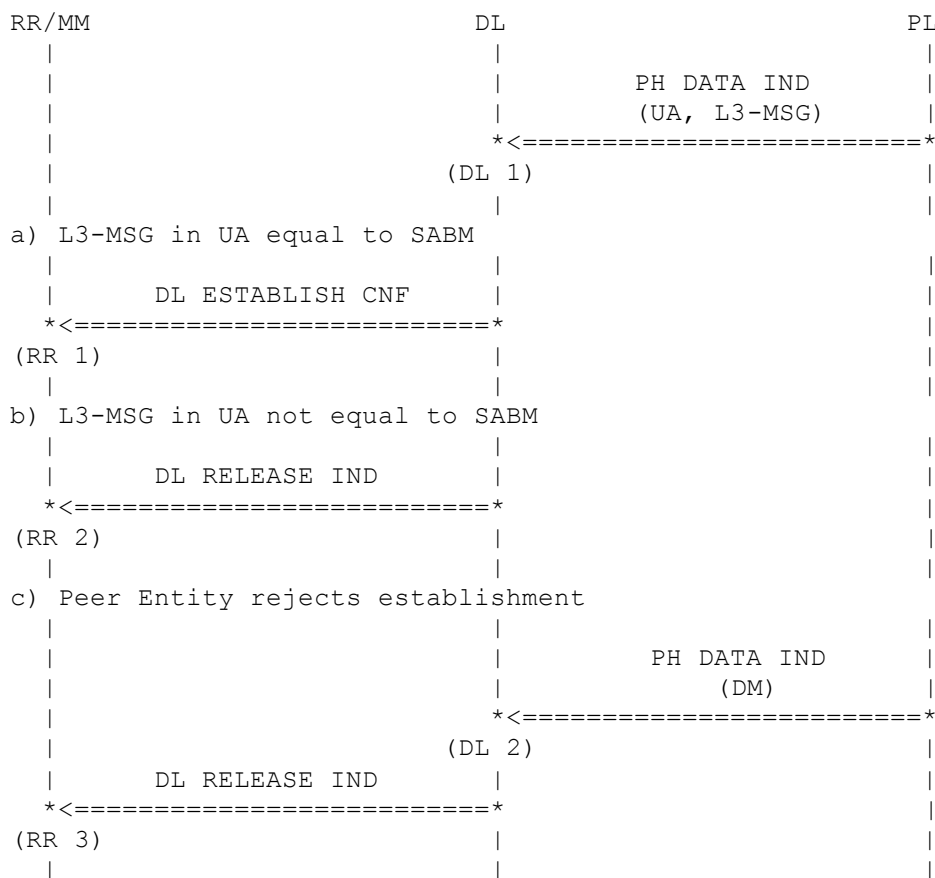 RR/MM DL PL
PH DATA IND
(UA, L3-MSG)
*<=========================*
(DL 1)
a) L3-MSG in UA equal to SABM
DL ESTABLISH CNF
*<==========================*
(RR 1)
b) L3-MSG in UA not equal to SABM
DL RELEASE IND
*<==========================*
(RR 2)
c) Peer Entity rejects establishment
PH DATA IND
(DM)
*<=========================*
(DL 2)
DL RELEASE IND
*<==========================*
(RR 3)